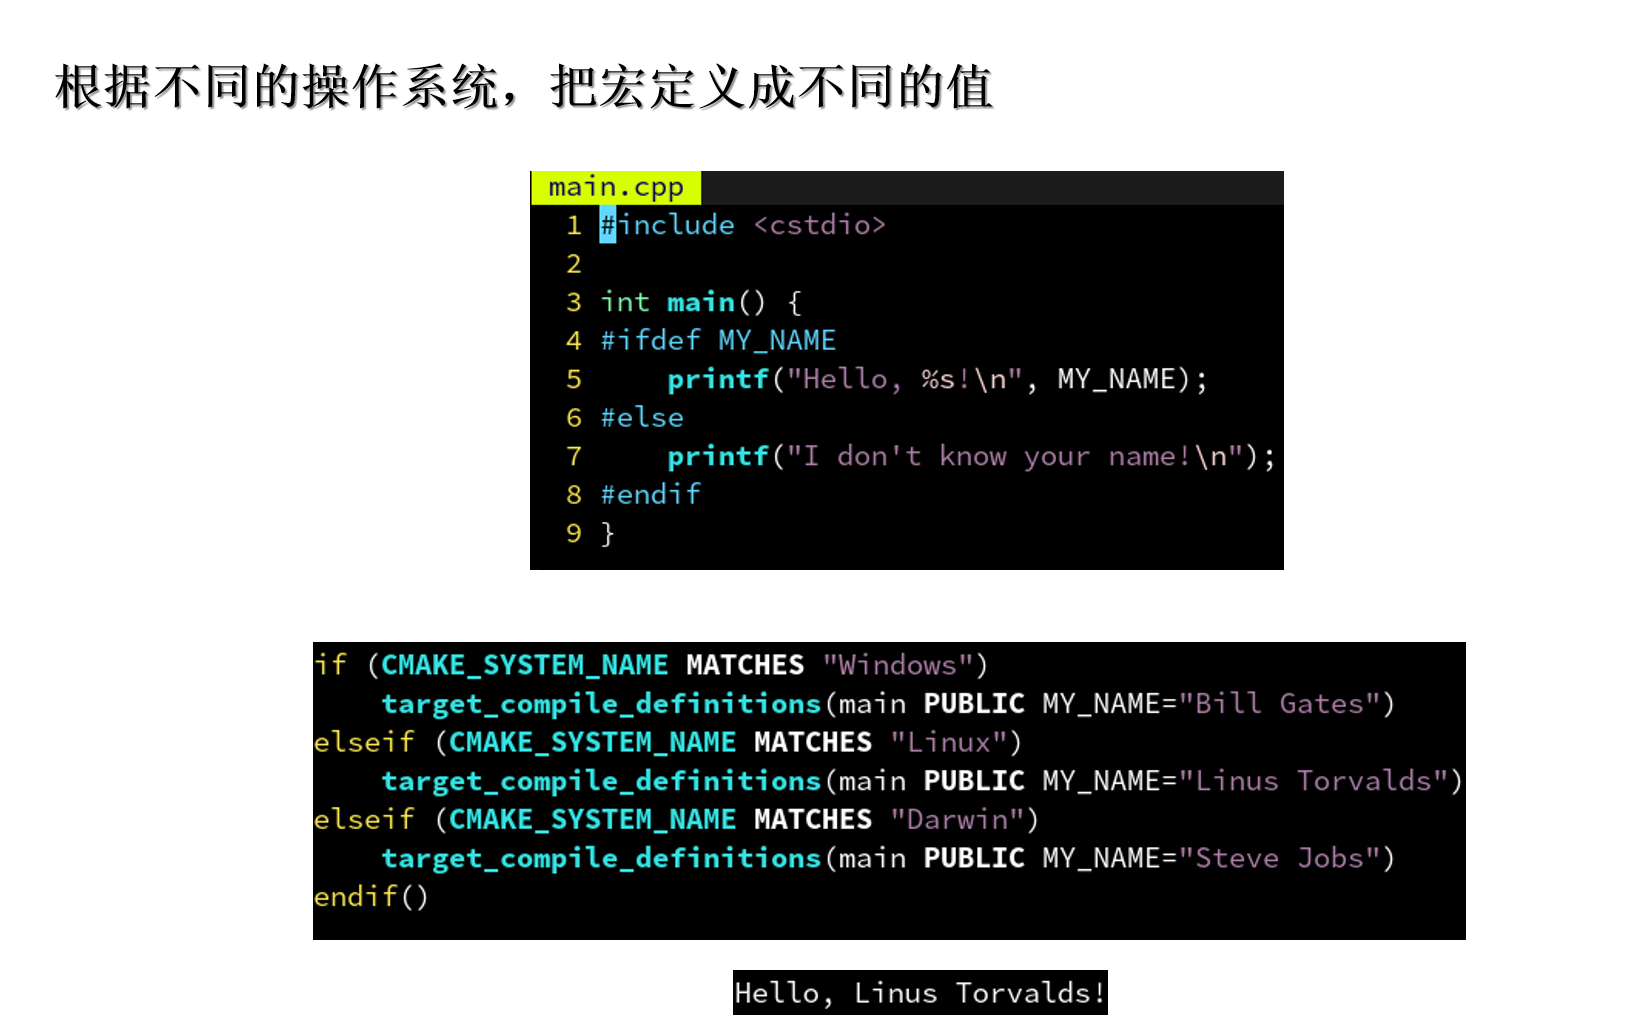 根据不同的操作系统，把宏定义成不同的值
main.cpp
1 #include <cstdio>
2
3 int main() {
4 #ifdef MY_NAME
5     printf("Hello, %s!\n", MY_NAME);
6 #else
7     printf("I don't know your name!\n");
8 #endif
9 }
if (CMAKE_SYSTEM_NAME MATCHES "Windows")
    target_compile_definitions(main PUBLIC MY_NAME="Bill Gates")
elseif (CMAKE_SYSTEM_NAME MATCHES "Linux")
    target_compile_definitions(main PUBLIC MY_NAME="Linus Torvalds")
elseif (CMAKE_SYSTEM_NAME MATCHES "Darwin")
    target_compile_definitions(main PUBLIC MY_NAME="Steve Jobs")
endif()
Hello, Linus Torvalds!